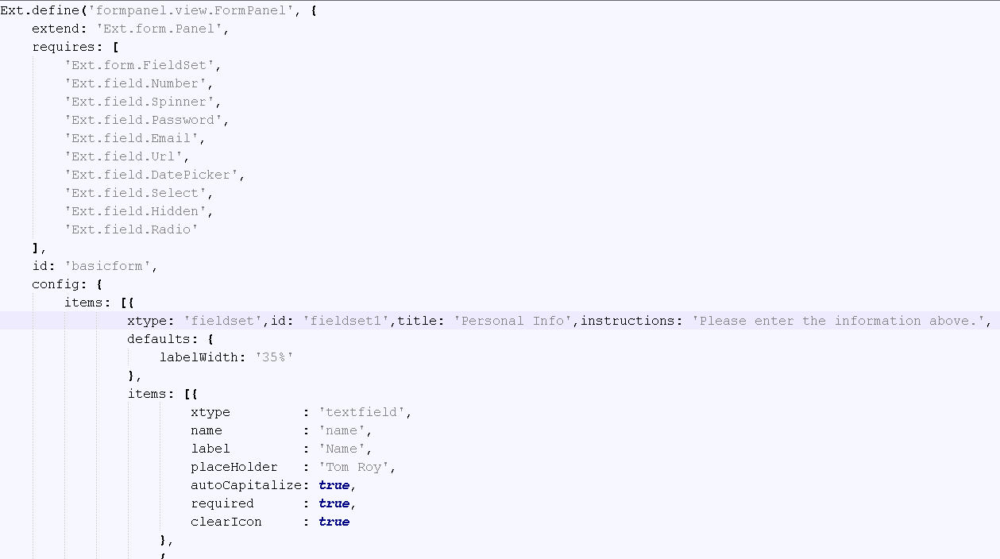 Ext.define('formpanel.view.FormPanel', {
    extend: 'Ext.form.Panel',
    requires: [
        'Ext.form.FieldSet',
        'Ext.field.Number',
        'Ext.field.Spinner',
        'Ext.field.Password',
        'Ext.field.Email',
        'Ext.field.Url',
        'Ext.field.DatePicker',
        'Ext.field.Select',
        'Ext.field.Hidden',
        'Ext.field.Radio'
    ],
    id: 'basicform',
    config: {
        items: [{
                xtype: 'fieldset',id: 'fieldset1',title: 'Personal Info',instructions: 'Please enter the information above.',
                defaults: {
                    labelWidth: '35%'
                },
                items: [{
                        xtype         : 'textfield',
                        name          : 'name',
                        label         : 'Name',
                        placeHolder   : 'Tom Roy',
                        autoCapitalize: true,
                        required      : true,
                        clearIcon     : true
                    },
                    {